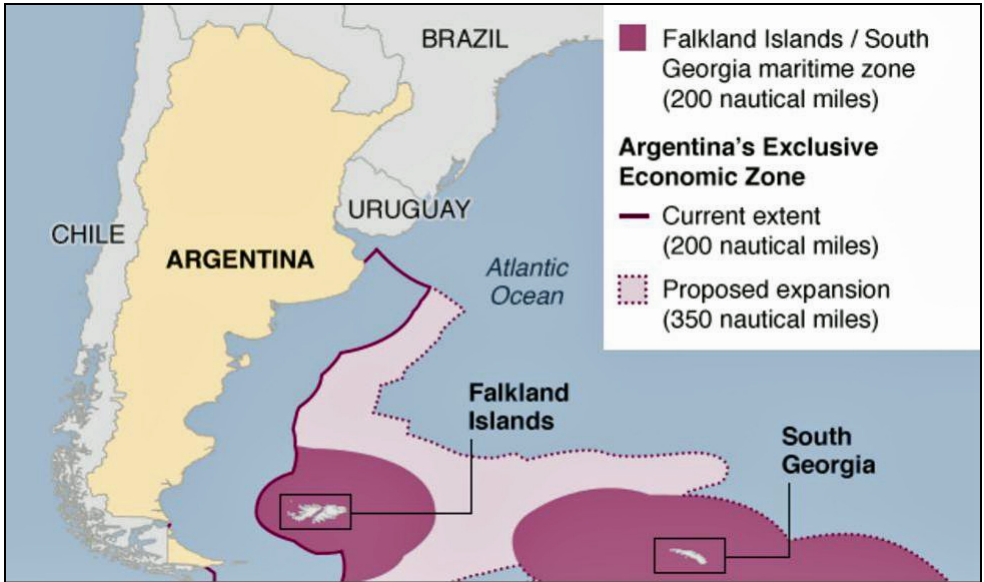 BRAZIL
URUGUAY
CHILE
ARGENTINA
Atlantic
Ocean
Falkland
Islands
South
Georgia
Falkland Islands / South
Georgia maritime zone
(200 nautical miles)
Argentina's Exclusive
Economic Zone
Current extent
(200 nautical miles)
Proposed expansion
(350 nautical miles)